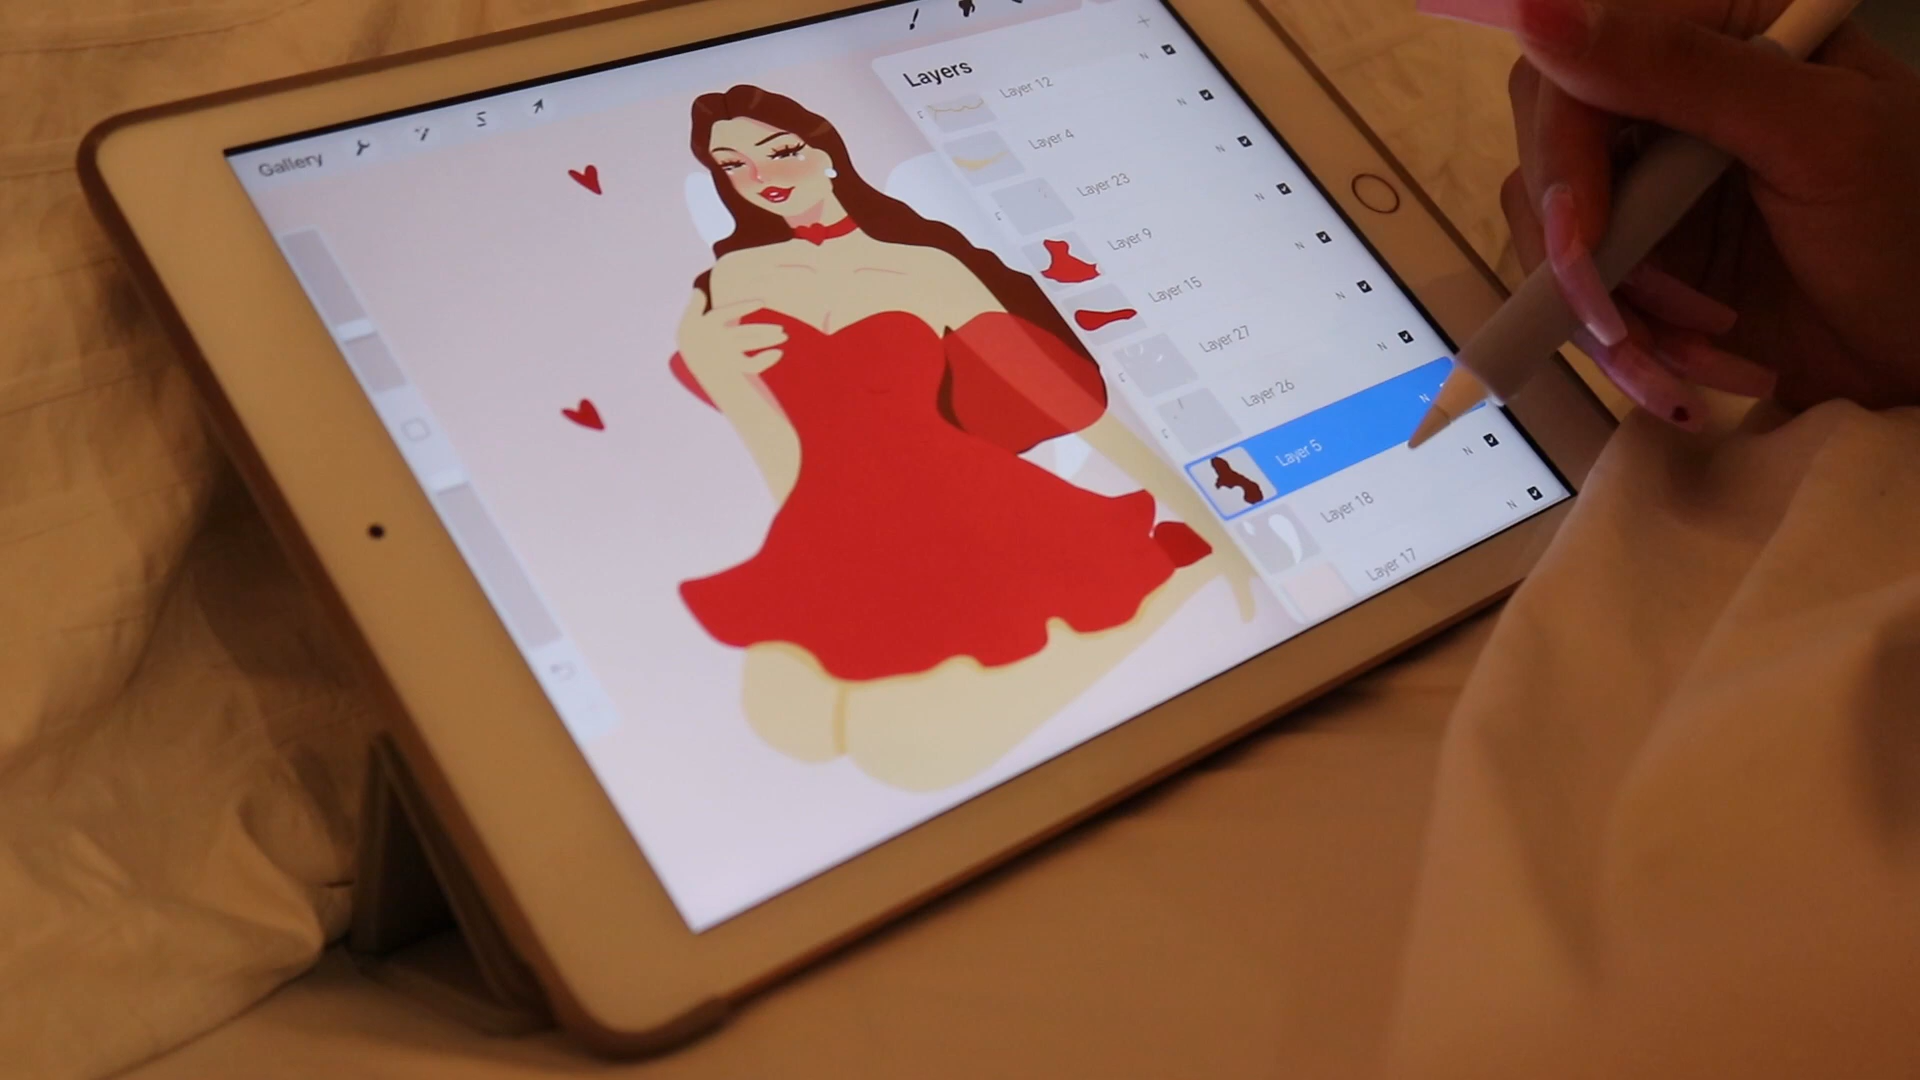 Gallery
Layers
Layer 12
N
Layer 4
N
Layer 23
N
Layer 9
N
Layer 15
N
Layer 27
N
Layer 26
N
Layer 5
N
Layer 18
N
Layer 17
N